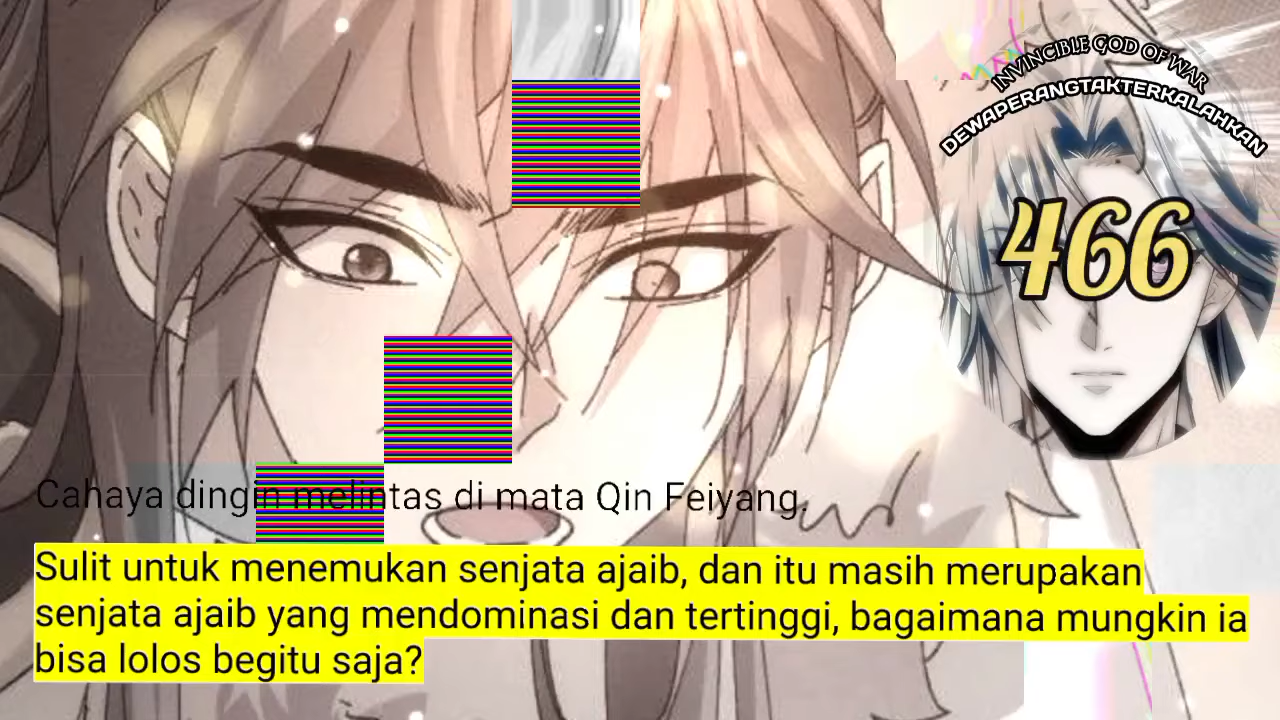 INVINCIBLE GOD OF WAR
DEWAPERANGTAKTERKALAHKAN
466
Cahaya dingin melintas di mata Qin Feiyang.
Sulit untuk menemukan senjata ajaib, dan itu masih merupakan
senjata ajaib yang mendominasi dan tertinggi, bagaimana mungkin ia
bisa lolos begitu saja?